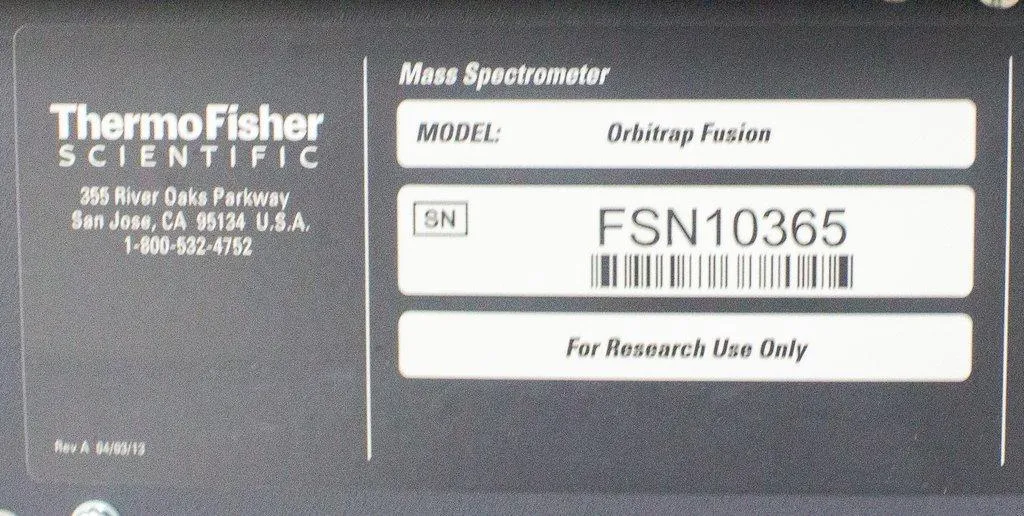 ThermoFisher
SCIENTIFIC
355 River Oaks Parkway
San Jose, CA 95134 U.S.A.
1-800-532-4752
Rev A 04/03/13
Mass Spectrometer
MODEL: Orbitrap Fusion
SN FSN10365
For Research Use Only